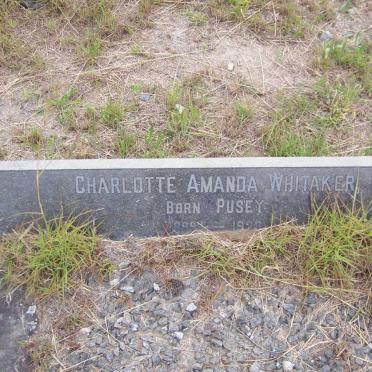 CHARLOTTE AMANDA WHITAKER
BORN PUSEY